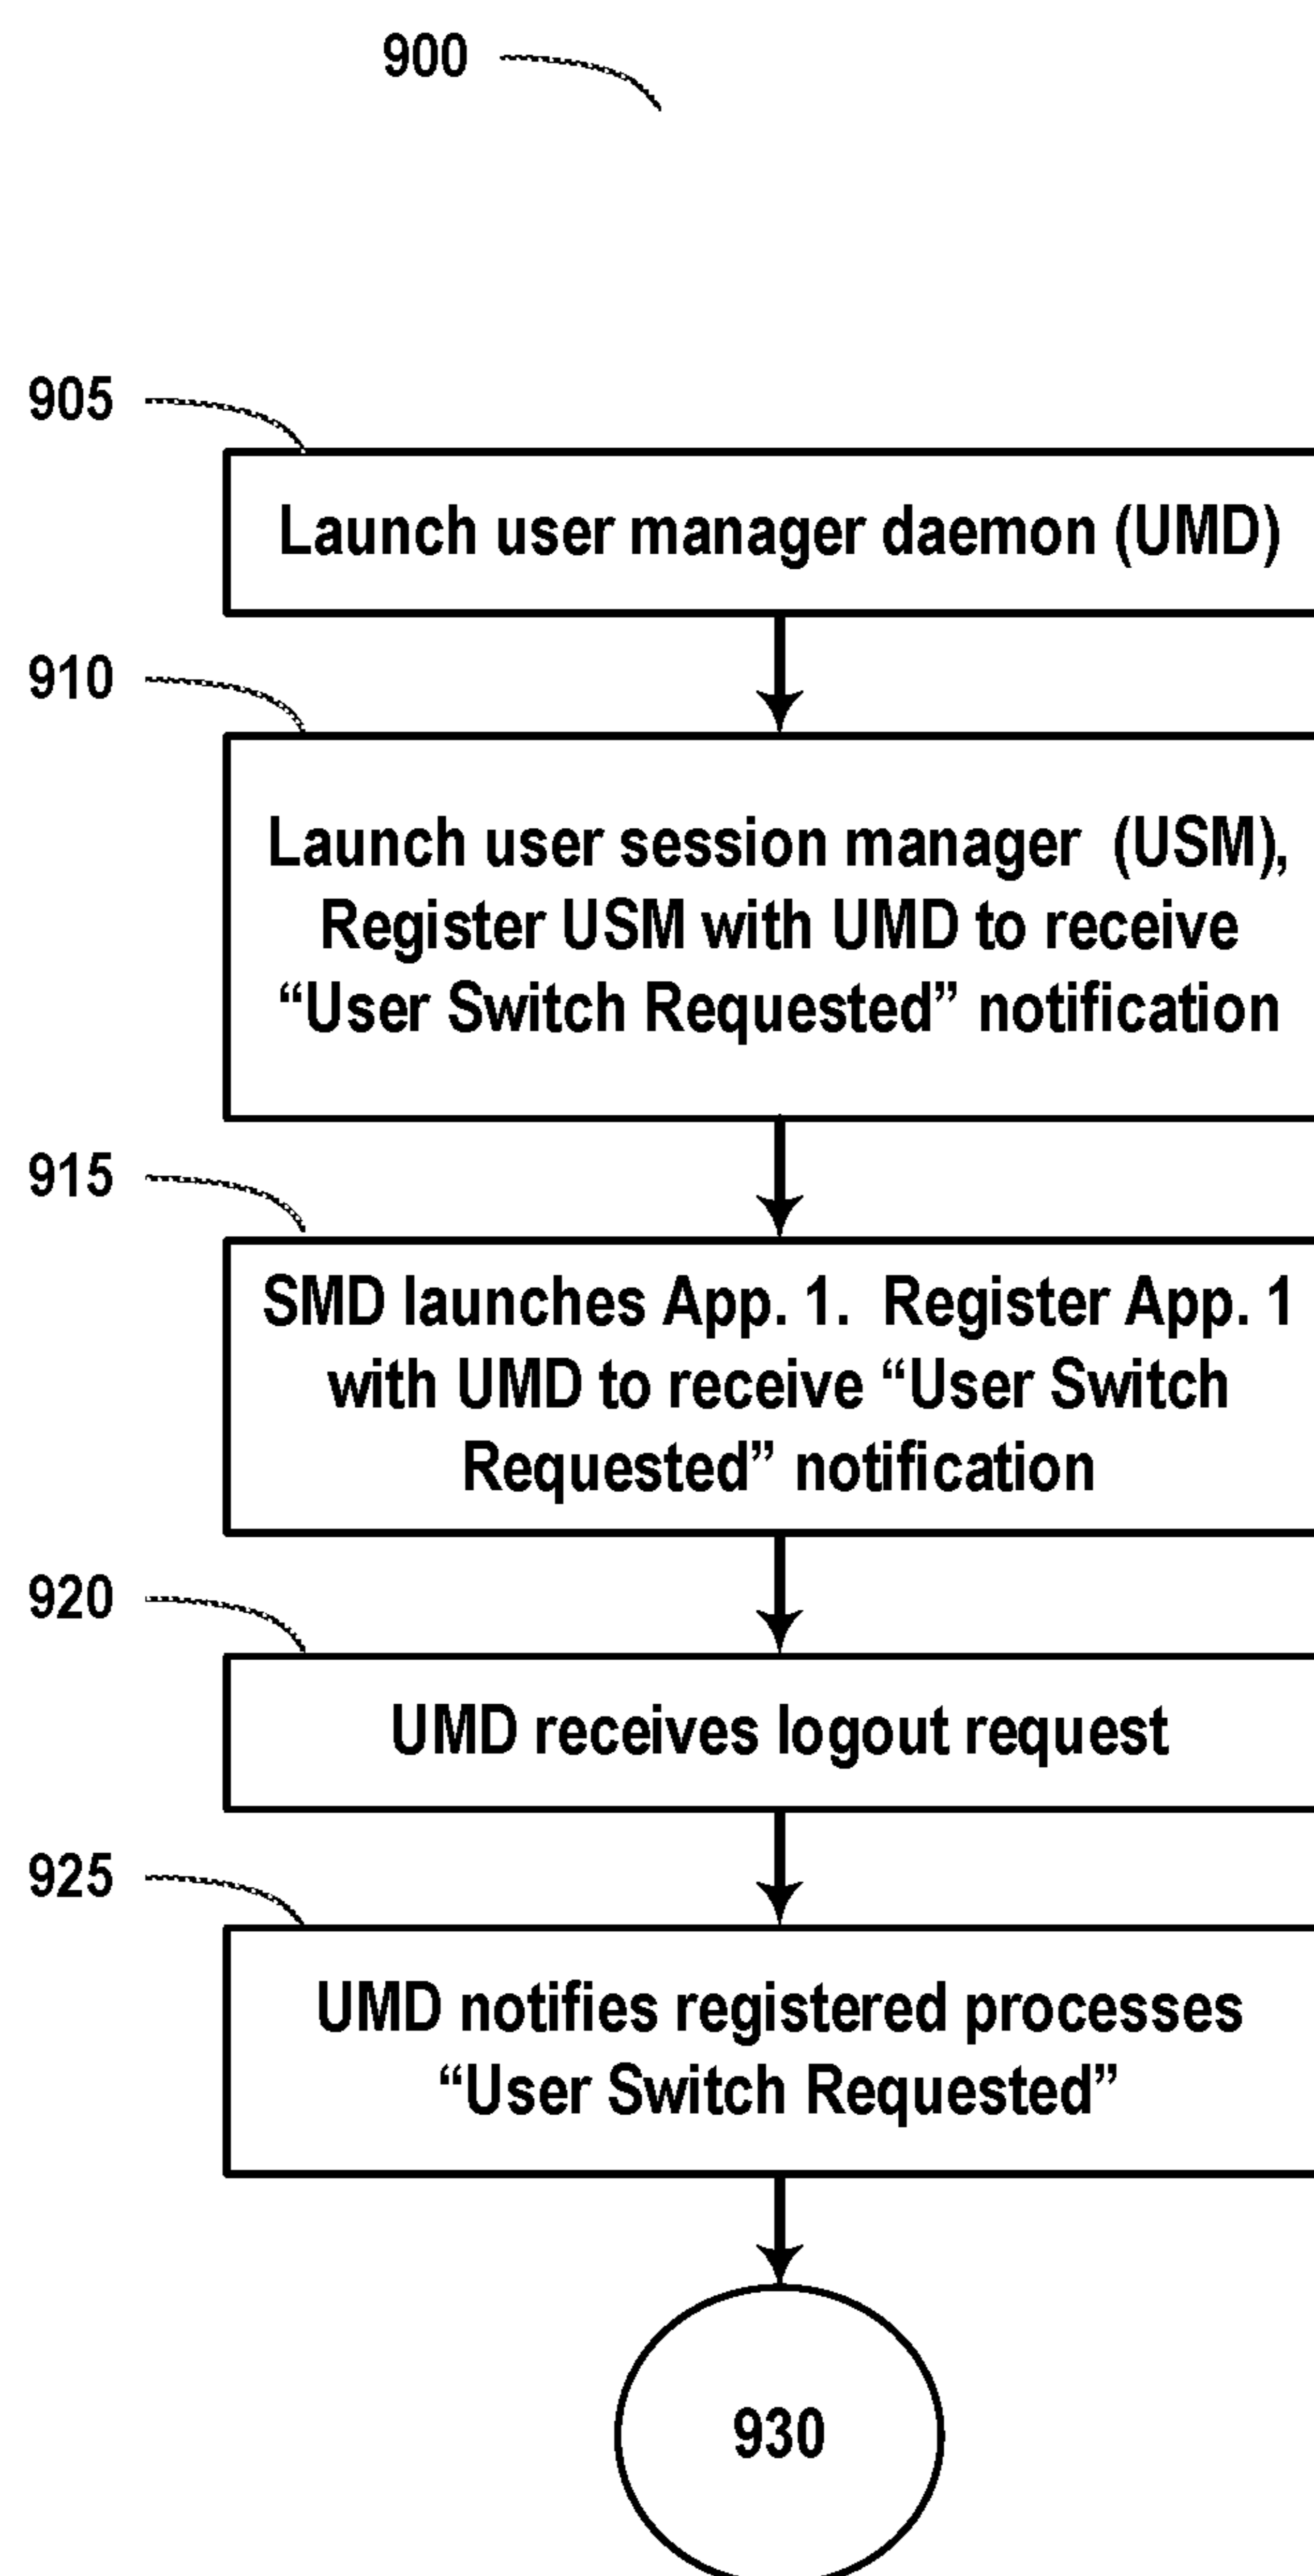 900
905
Launch user manager daemon (UMD)
910
Launch user session manager (USM),
Register USM with UMD to receive
“User Switch Requested” notification
915
SMD launches App. 1. Register App. 1
with UMD to receive “User Switch
Requested” notification
920
UMD receives logout request
925
UMD notifies registered processes
“User Switch Requested”
930